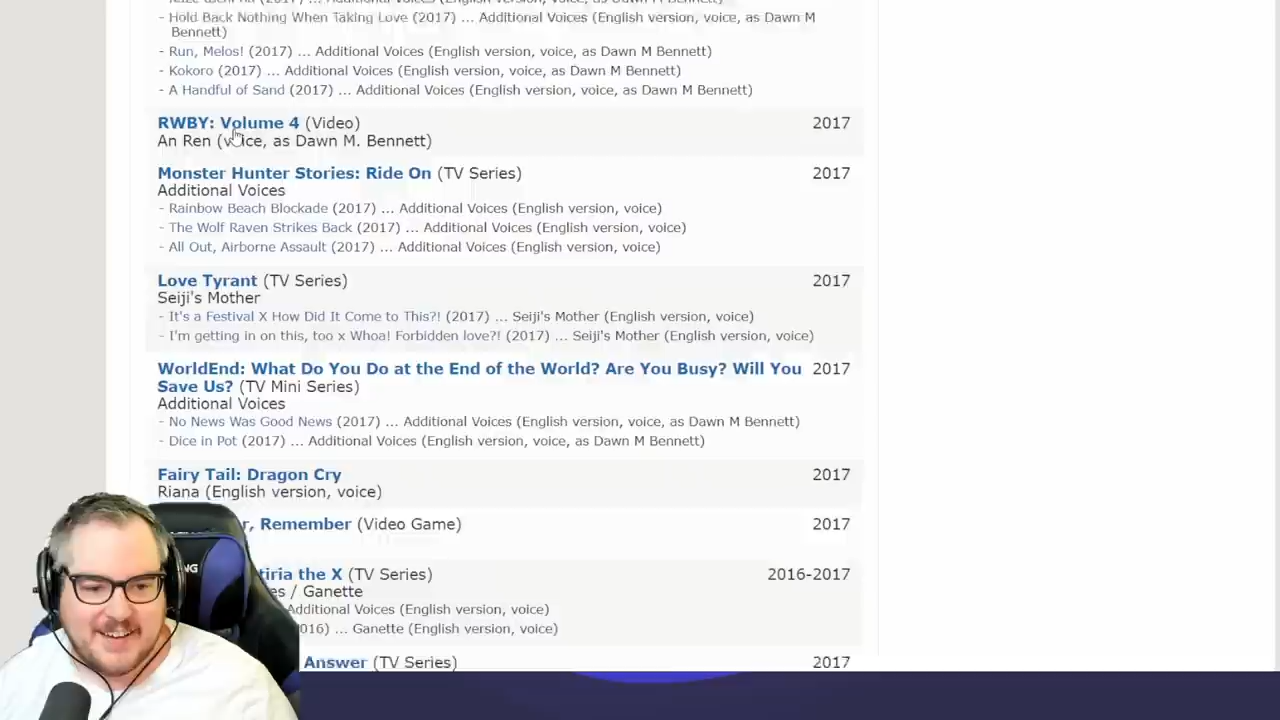 - Hold Back Nothing When Taking Love (2017) ... Additional Voices (English version, voice, as Dawn M
Bennett)
- Run, Melos! (2017) ... Additional Voices (English version, voice, as Dawn M Bennett)
- Kokoro (2017) ... Additional Voices (English version, voice, as Dawn M Bennett)
- A Handful of Sand (2017) ... Additional Voices (English version, voice, as Dawn M Bennett)
RWBY: Volume 4 (Video) 2017
An Ren (voice, as Dawn M. Bennett)
Monster Hunter Stories: Ride On (TV Series) 2017
Additional Voices
- Rainbow Beach Blockade (2017) ... Additional Voices (English version, voice)
- The Wolf Raven Strikes Back (2017) ... Additional Voices (English version, voice)
- All Out, Airborne Assault (2017) ... Additional Voices (English version, voice)
Love Tyrant (TV Series) 2017
Seiji's Mother
- It's a Festival X How Did It Come to This?! (2017) ... Seiji's Mother (English version, voice)
- I'm getting in on this, too x Whoa! Forbidden love?! (2017) ... Seiji's Mother (English version, voice)
WorldEnd: What Do You Do at the End of the World? Are You Busy? Will You 2017
Save Us? (TV Mini Series)
Additional Voices
- No News Was Good News (2017) ... Additional Voices (English version, voice, as Dawn M Bennett)
- Dice in Pot (2017) ... Additional Voices (English version, voice, as Dawn M Bennett)
Fairy Tail: Dragon Cry 2017
Riana (English version, voice)
r, Remember (Video Game) 2017
tiria the X (TV Series) 2016-2017
es / Ganette
Additional Voices (English version, voice)
016) ... Ganette (English version, voice)
Answer (TV Series) 2017